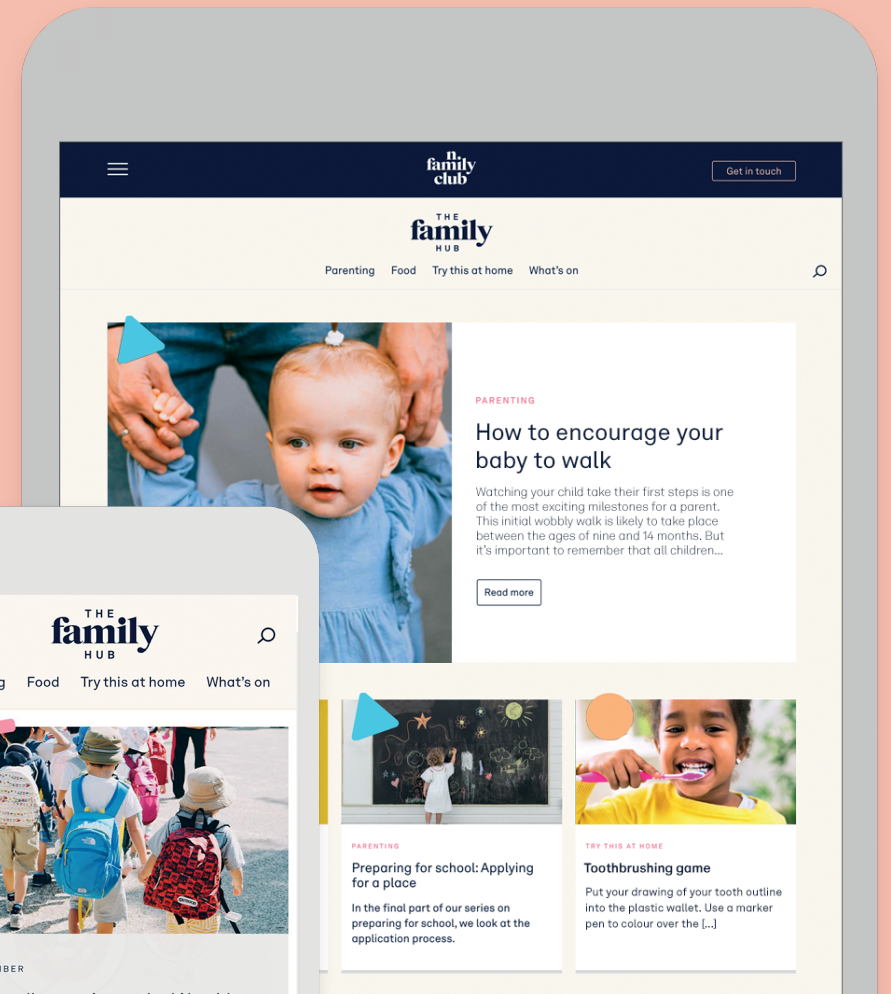 n
family
club
Get in touch
THE
family
HUB
Parenting Food Try this at home What's on
PARENTING
How to encourage your
baby to walk
Watching your child take their first steps is one
of the most exciting milestones for a parent.
This initial wobbly walk is likely to take place
between the ages of nine and 14 months. But
it's important to remember that all children...
Read more
THE
family
HUB
g Food Try this at home What's on
OUTDOOR
PARENTING
Preparing for school: Applying
for a place
In the final part of our series on
preparing for school, we look at the
application process.
TRY THIS AT HOME
Toothbrushing game
Put your drawing of your tooth outline
into the plastic wallet. Use a marker
pen to colour over the [...]
BER